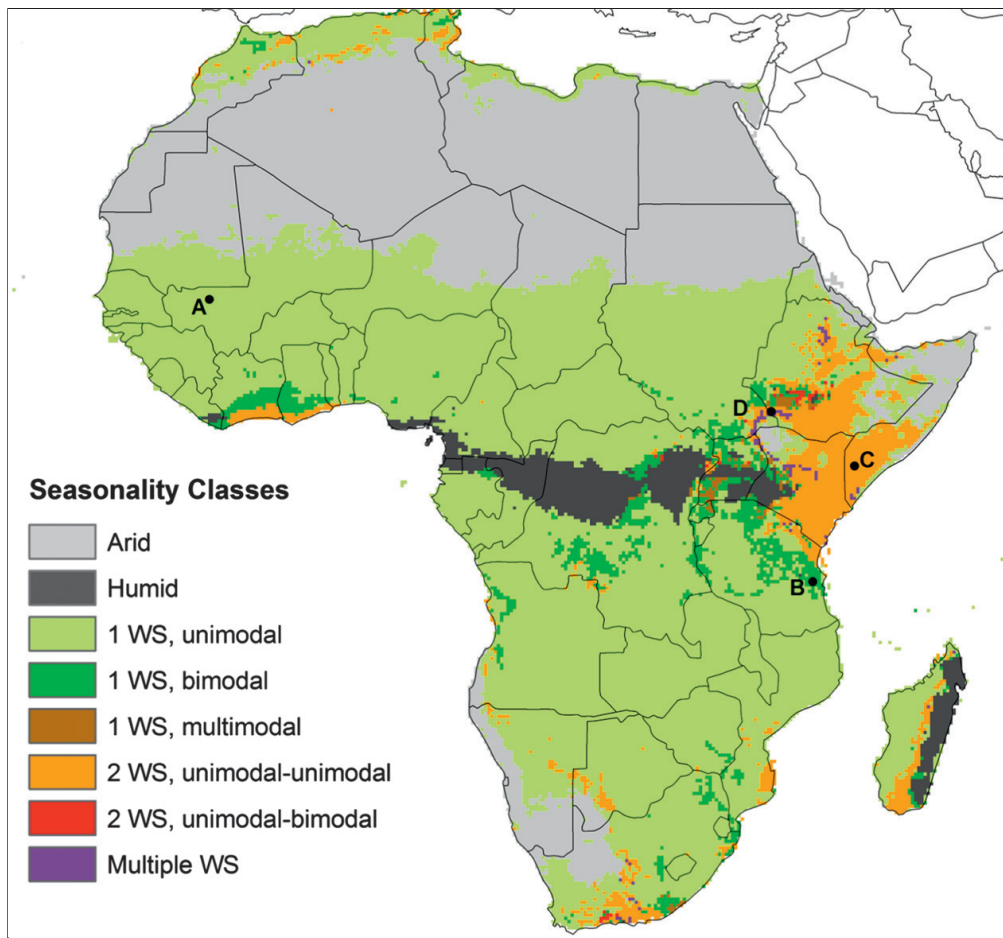 A
D
C
B
Seasonality Classes
Arid
Humid
1 WS, unimodal
1 WS, bimodal
1 WS, multimodal
2 WS, unimodal-unimodal
2 WS, unimodal-bimodal
Multiple WS